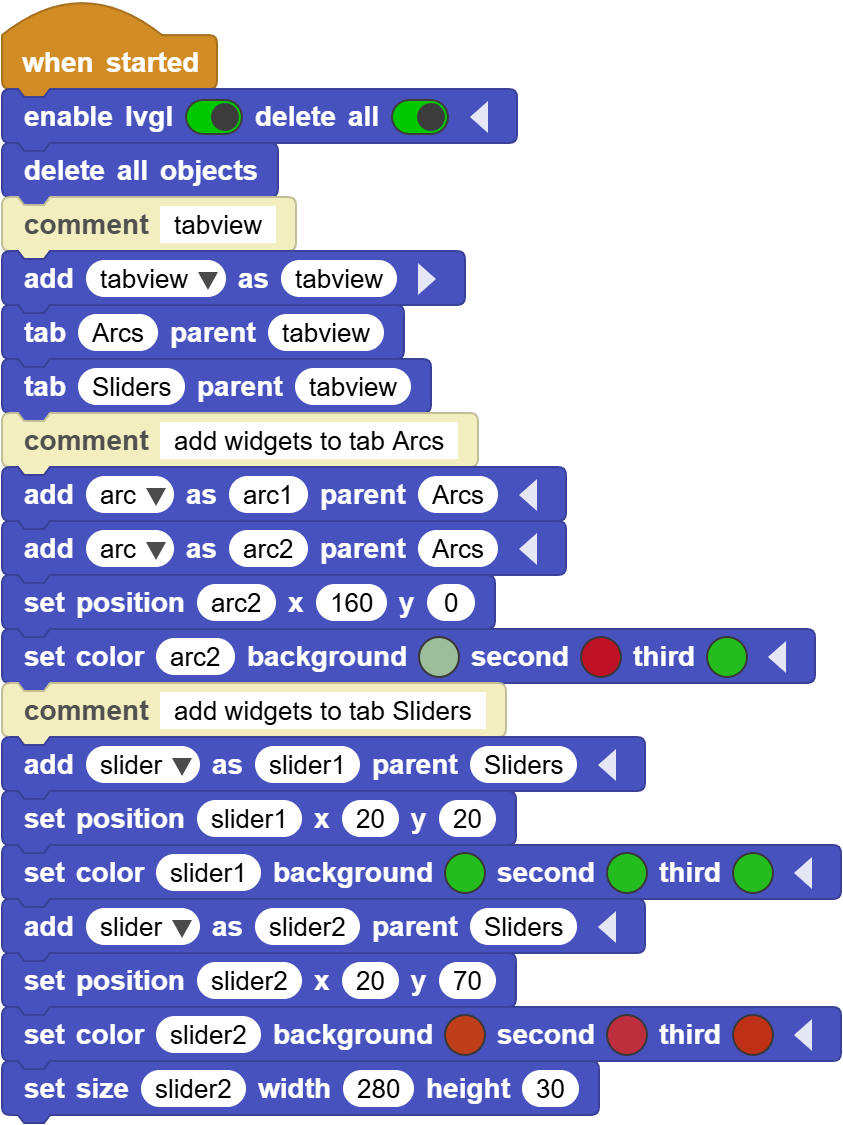 when started
enable lvgl delete all
delete all objects
comment tabview
add tabview as tabview
tab Arcs parent tabview
tab Sliders parent tabview
comment add widgets to tab Arcs
add arc as arc1 parent Arcs
add arc as arc2 parent Arcs
set position arc2 x 160 y 0
set color arc2 background second third
comment add widgets to tab Sliders
add slider as slider1 parent Sliders
set position slider1 x 20 y 20
set color slider1 background second third
add slider as slider2 parent Sliders
set position slider2 x 20 y 70
set color slider2 background second third
set size slider2 width 280 height 30